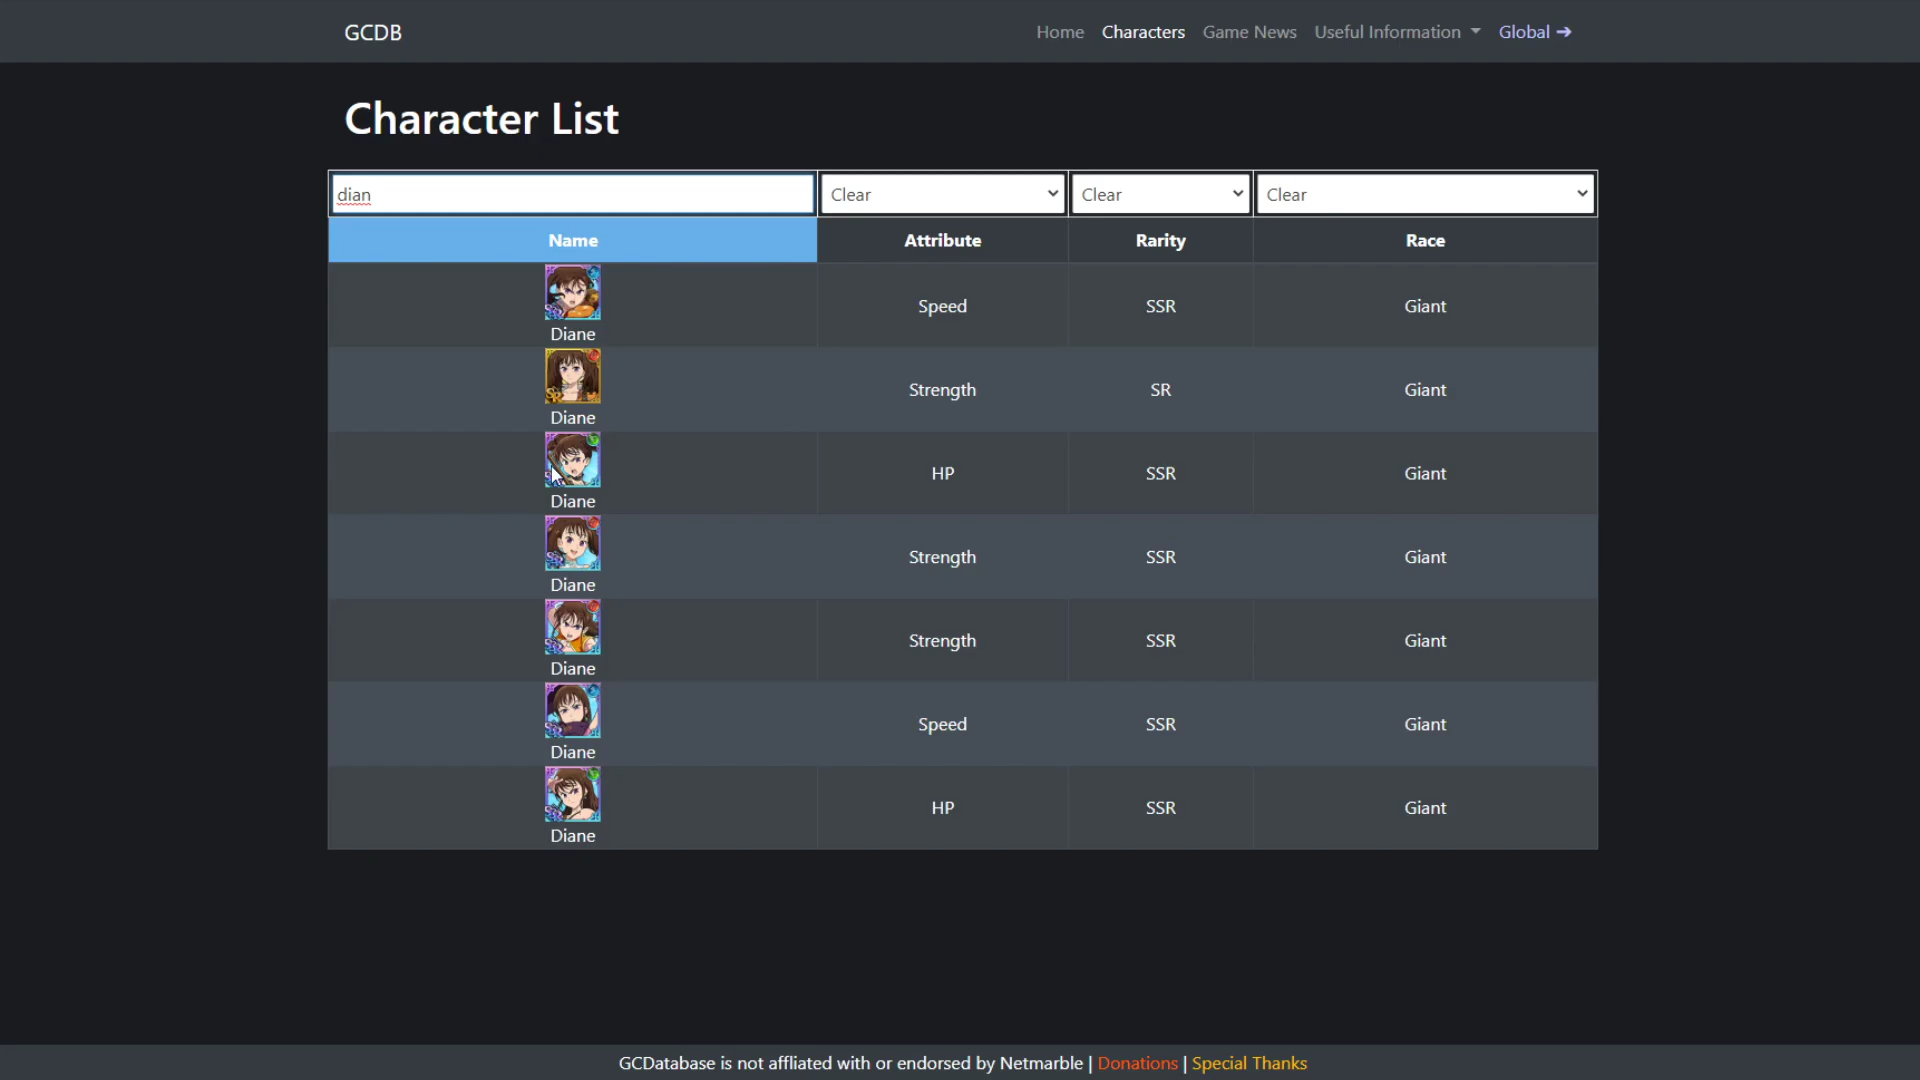 GCDB Home Characters Game News Useful Information Global ➔
Character List
dian Clear Clear Clear
Name Attribute Rarity Race
Diane Speed SSR Giant
Diane Strength SR Giant
Diane HP SSR Giant
Diane Strength SSR Giant
Diane Strength SSR Giant
Diane Speed SSR Giant
Diane HP SSR Giant
GCDatabase is not affliated with or endorsed by Netmarble | Donations | Special Thanks